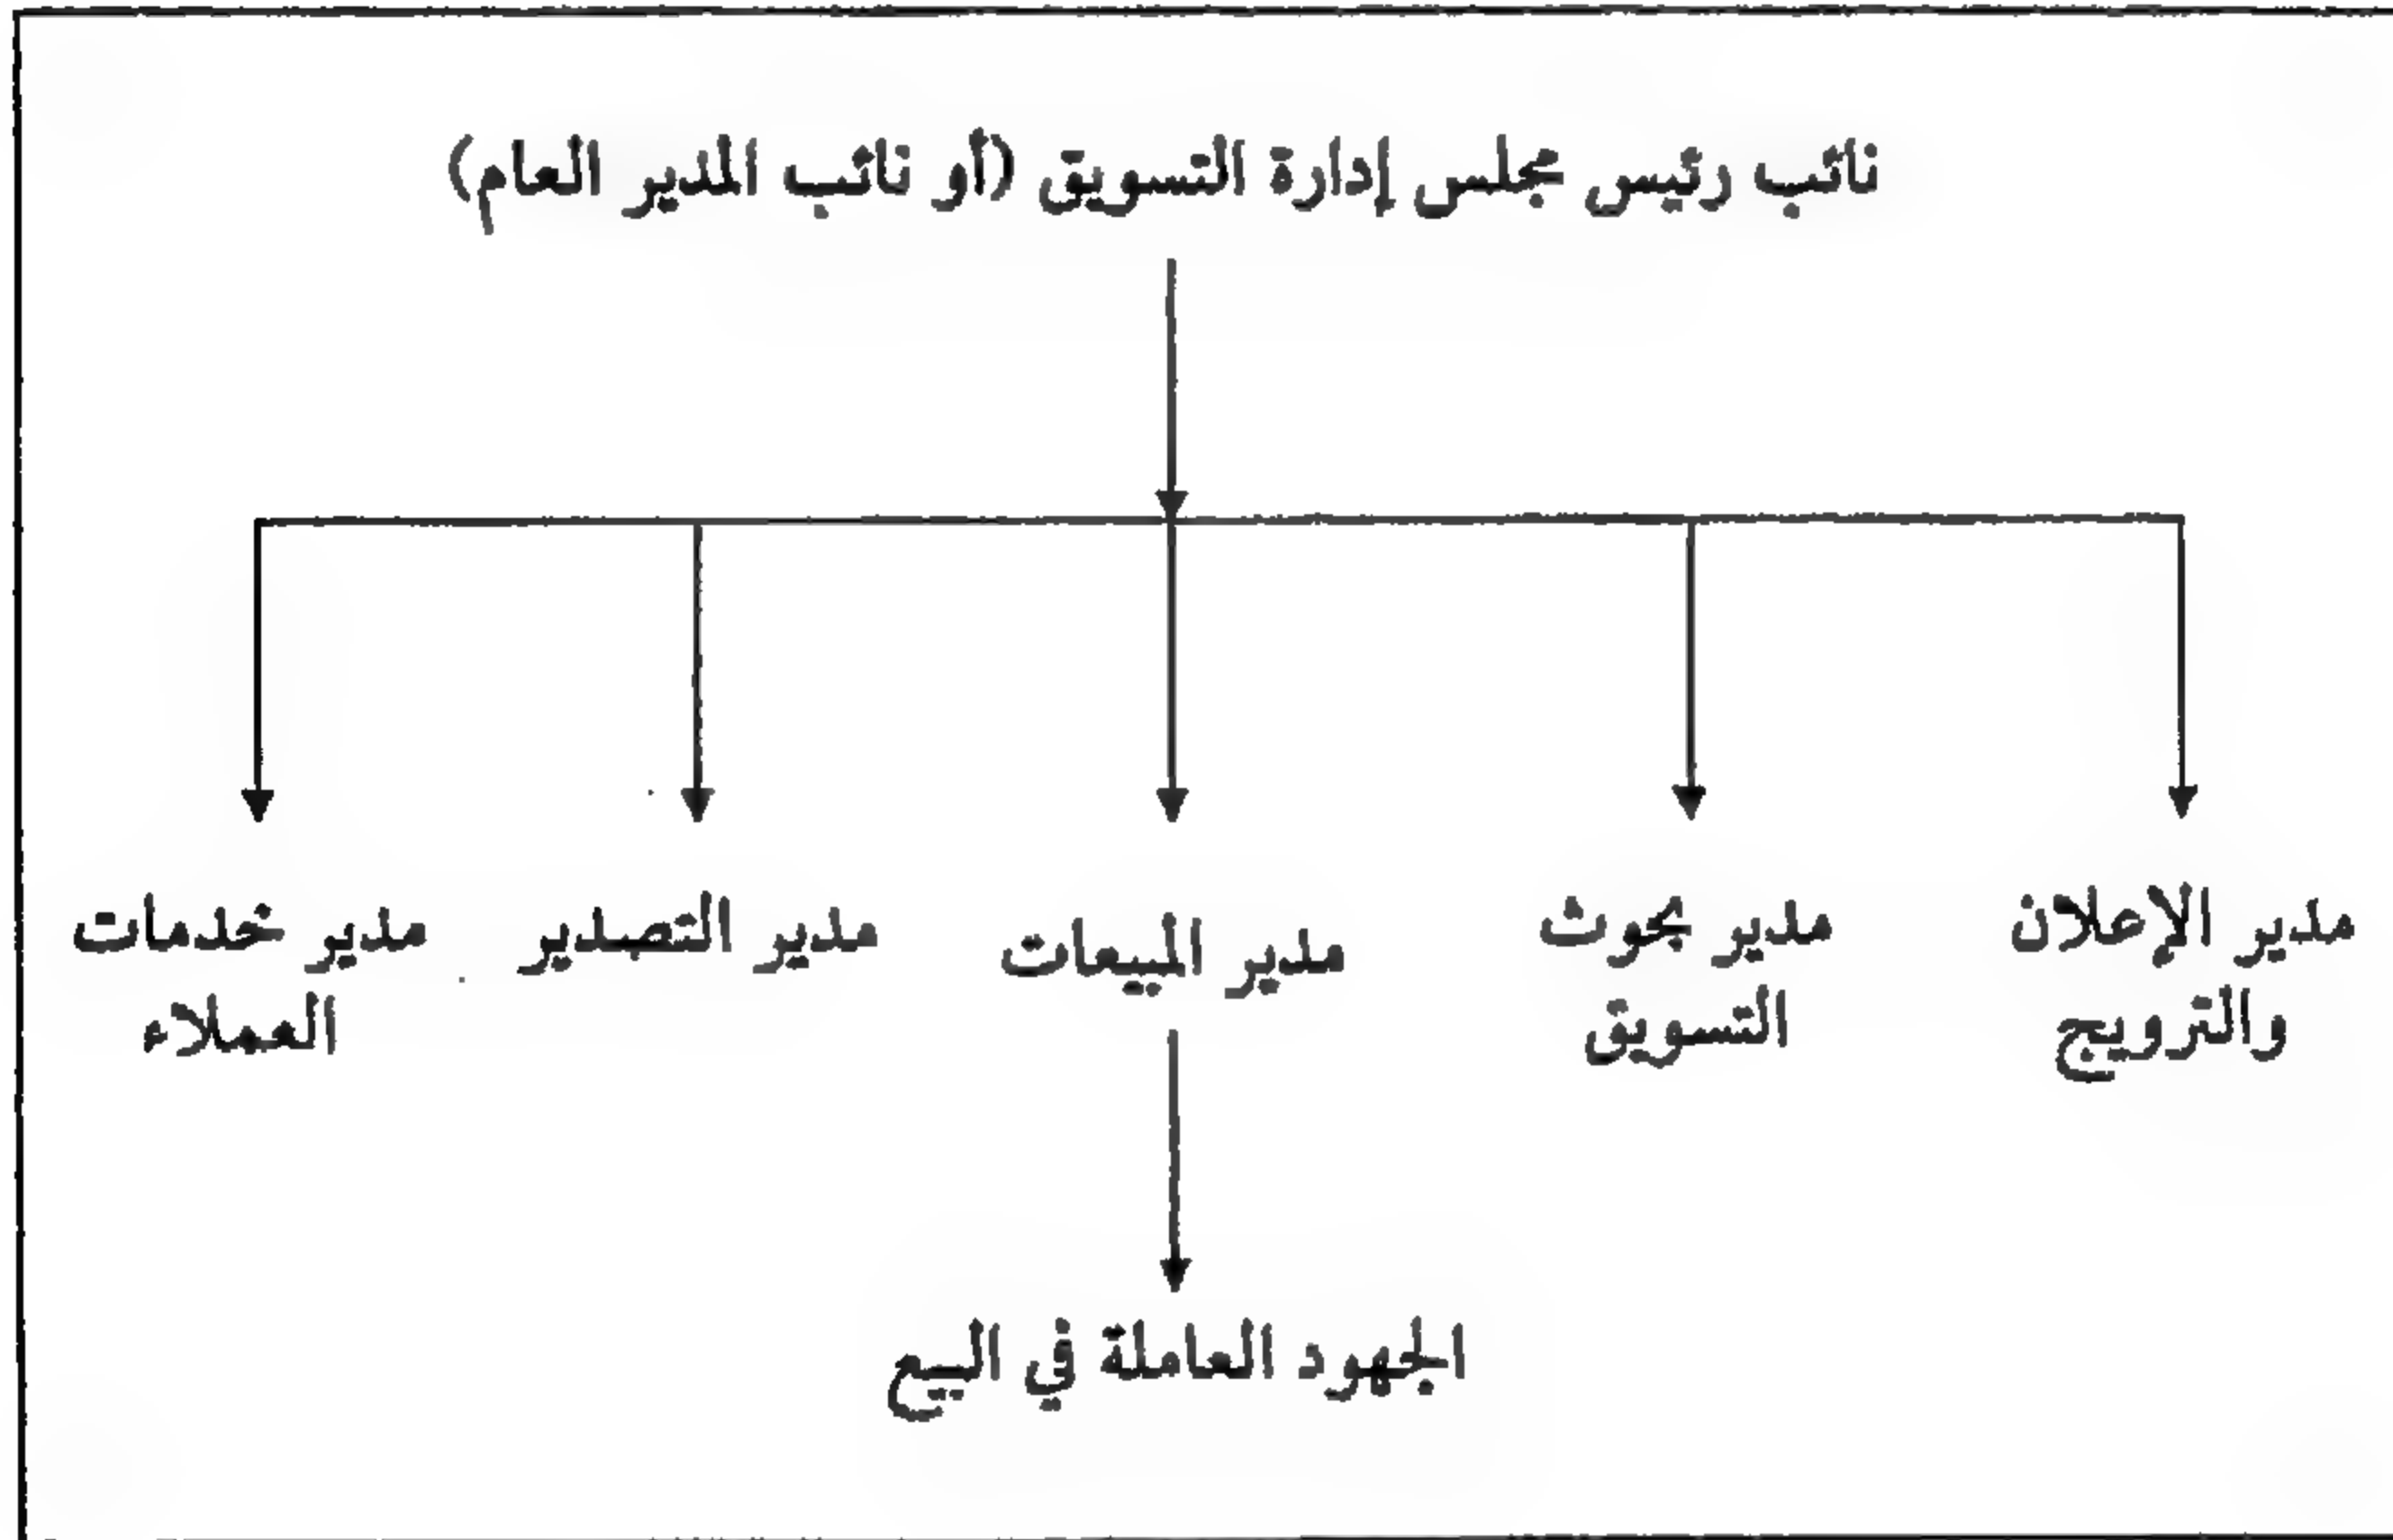 نائب رئيس مجلس إدارة التسويق (أو نائب المدير العام)
مدير الإعلان
والترويج
مدير بحوث
التسويق
مدير المبيعات
مدير التصدير
مدير خدمات
العملاء
الجهود العاملة في البيع